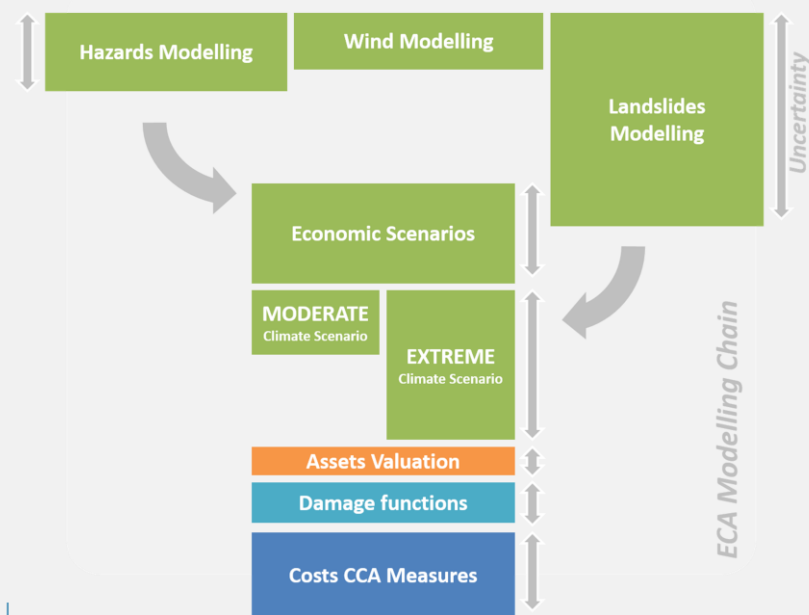 Hazards Modelling
Wind Modelling
Landslides
Modelling
Uncertainty
Economic Scenarios
MODERATE
Climate Scenario
EXTREME
Climate Scenario
Assets Valuation
Damage functions
Costs CCA Measures
ECA Modelling Chain